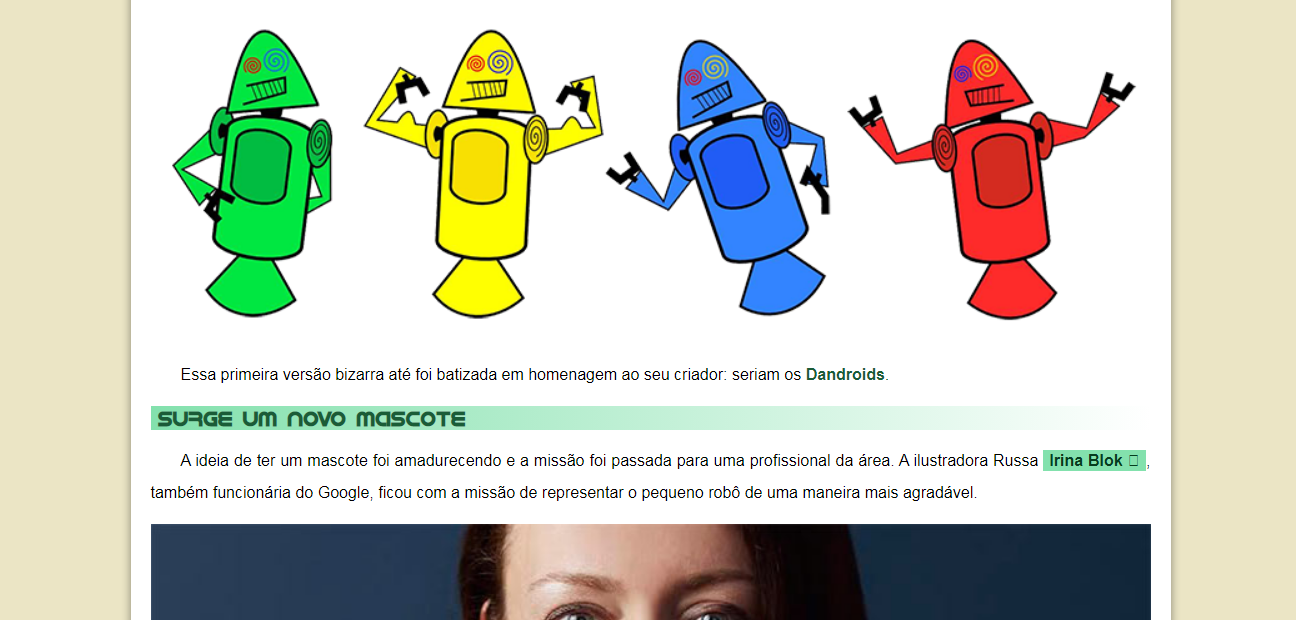 Essa primeira versão bizarra até foi batizada em homenagem ao seu criador: seriam os Dandroids.
SURGE UM NOVO MASCOTE
A ideia de ter um mascote foi amadurecendo e a missão foi passada para uma profissional da área. A ilustradora Russa Irina Blok ,
também funcionária do Google, ficou com a missão de representar o pequeno robô de uma maneira mais agradável.